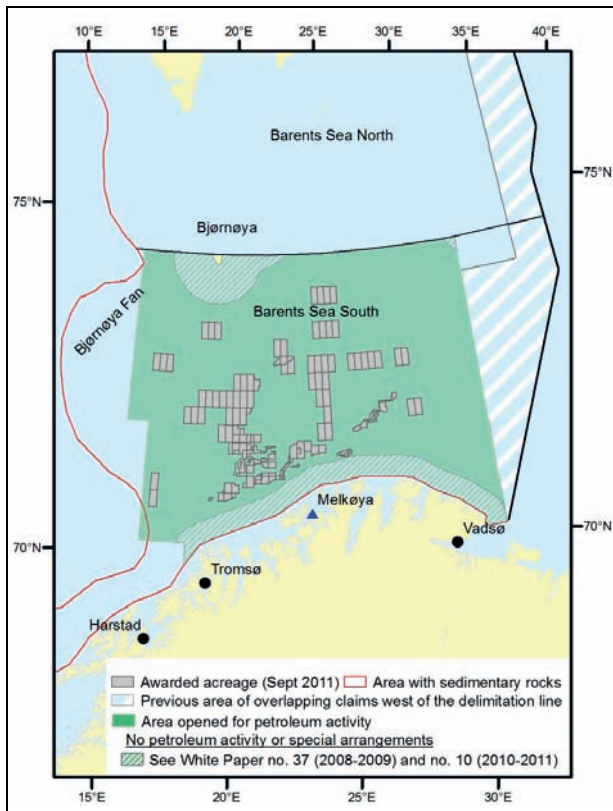 10°E 15°E 20°E 25°E 30°E 35°E 40°E
Barents Sea North
75°N
75°N
Bjørnøya
Bjørnøya Fan
Barents Sea South
Melkøya
70°N
Vadsø
70°N
Tromsø
Harstad
Awarded acreage (Sept 2011) Area with sedimentary rocks
Previous area of overlapping claims west of the delimitation line
Area opened for petroleum activity
No petroleum activity or special arrangements
See White Paper no. 37 (2008-2009) and no. 10 (2010-2011)
15°E 20°E 25°E 30°E